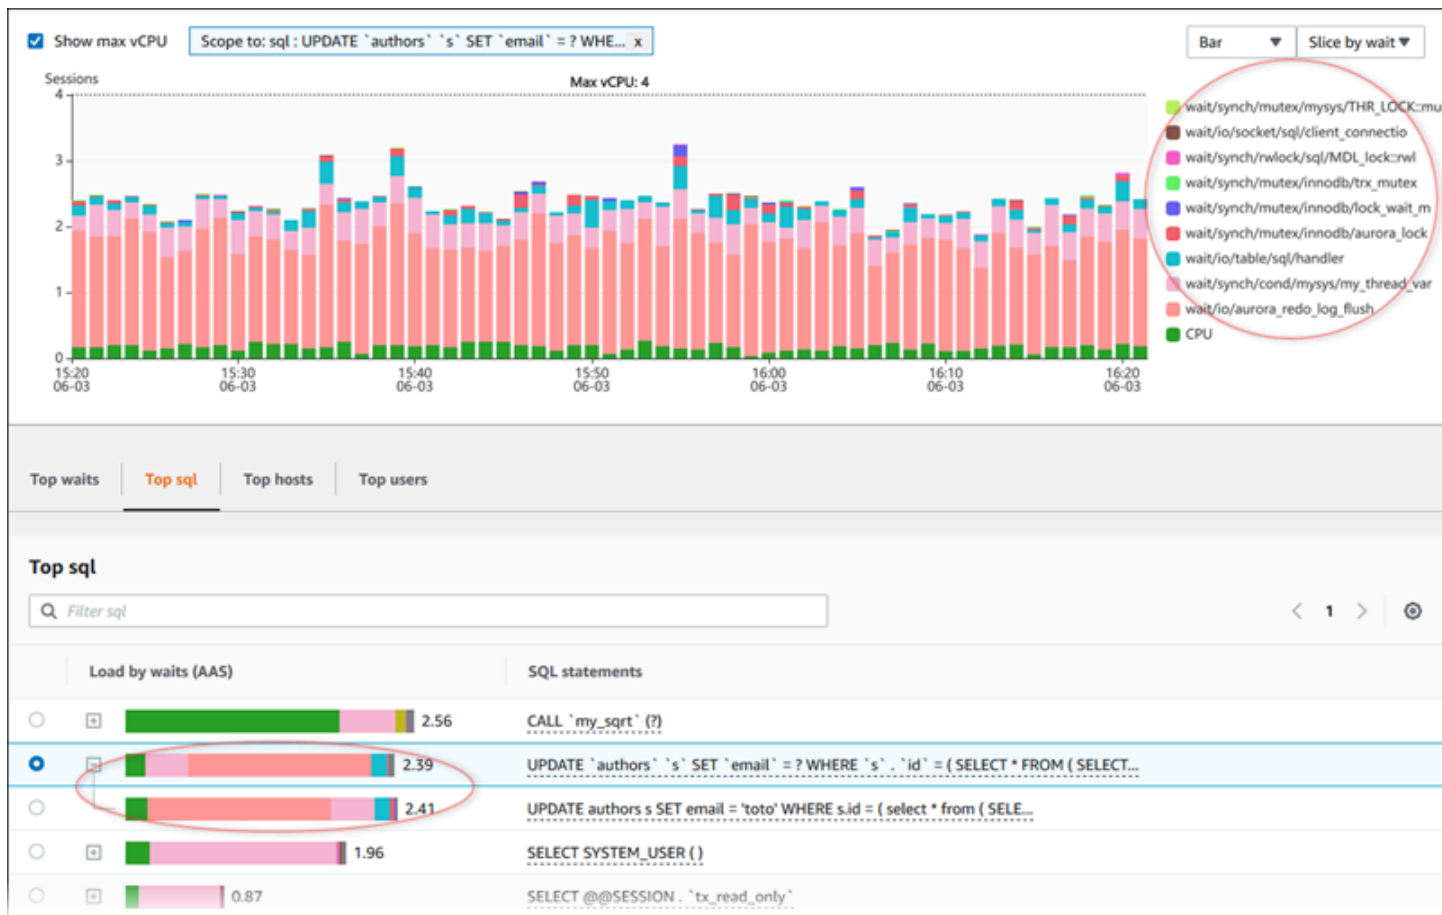 Show max vCPU
Scope to: sql : UPDATE `authors` `s` SET `email` = ? WHE... x
Bar
Slice by wait
Sessions
Max vCPU: 4
4
3
2
1
0
15:20 06-03
15:30 06-03
15:40 06-03
15:50 06-03
16:00 06-03
16:10 06-03
16:20 06-03
wait/synch/mutex/mysys/THR_LOCK::mu
wait/io/socket/sql/client_connectio
wait/synch/rwlock/sql/MDL_lock::rwl
wait/synch/mutex/innodb/trx_mutex
wait/synch/mutex/innodb/lock_wait_m
wait/synch/mutex/innodb/aurora_lock
wait/io/table/sql/handler
wait/synch/cond/mysys/my_thread_var
wait/io/aurora_redo_log_flush
CPU
Top waits
Top sql
Top hosts
Top users
Top sql
Filter sql
1
Load by waits (AAS)
SQL statements
2.56 CALL `my_sqrt` (?)
2.39 UPDATE `authors` `s` SET `email` = ? WHERE `s` . `id` = ( SELECT * FROM ( SELECT...
2.41 UPDATE authors s SET email = 'toto' WHERE s.id = ( select * from ( SELE...
1.96 SELECT SYSTEM_USER ( )
0.87 SELECT @@SESSION . `tx_read_only`